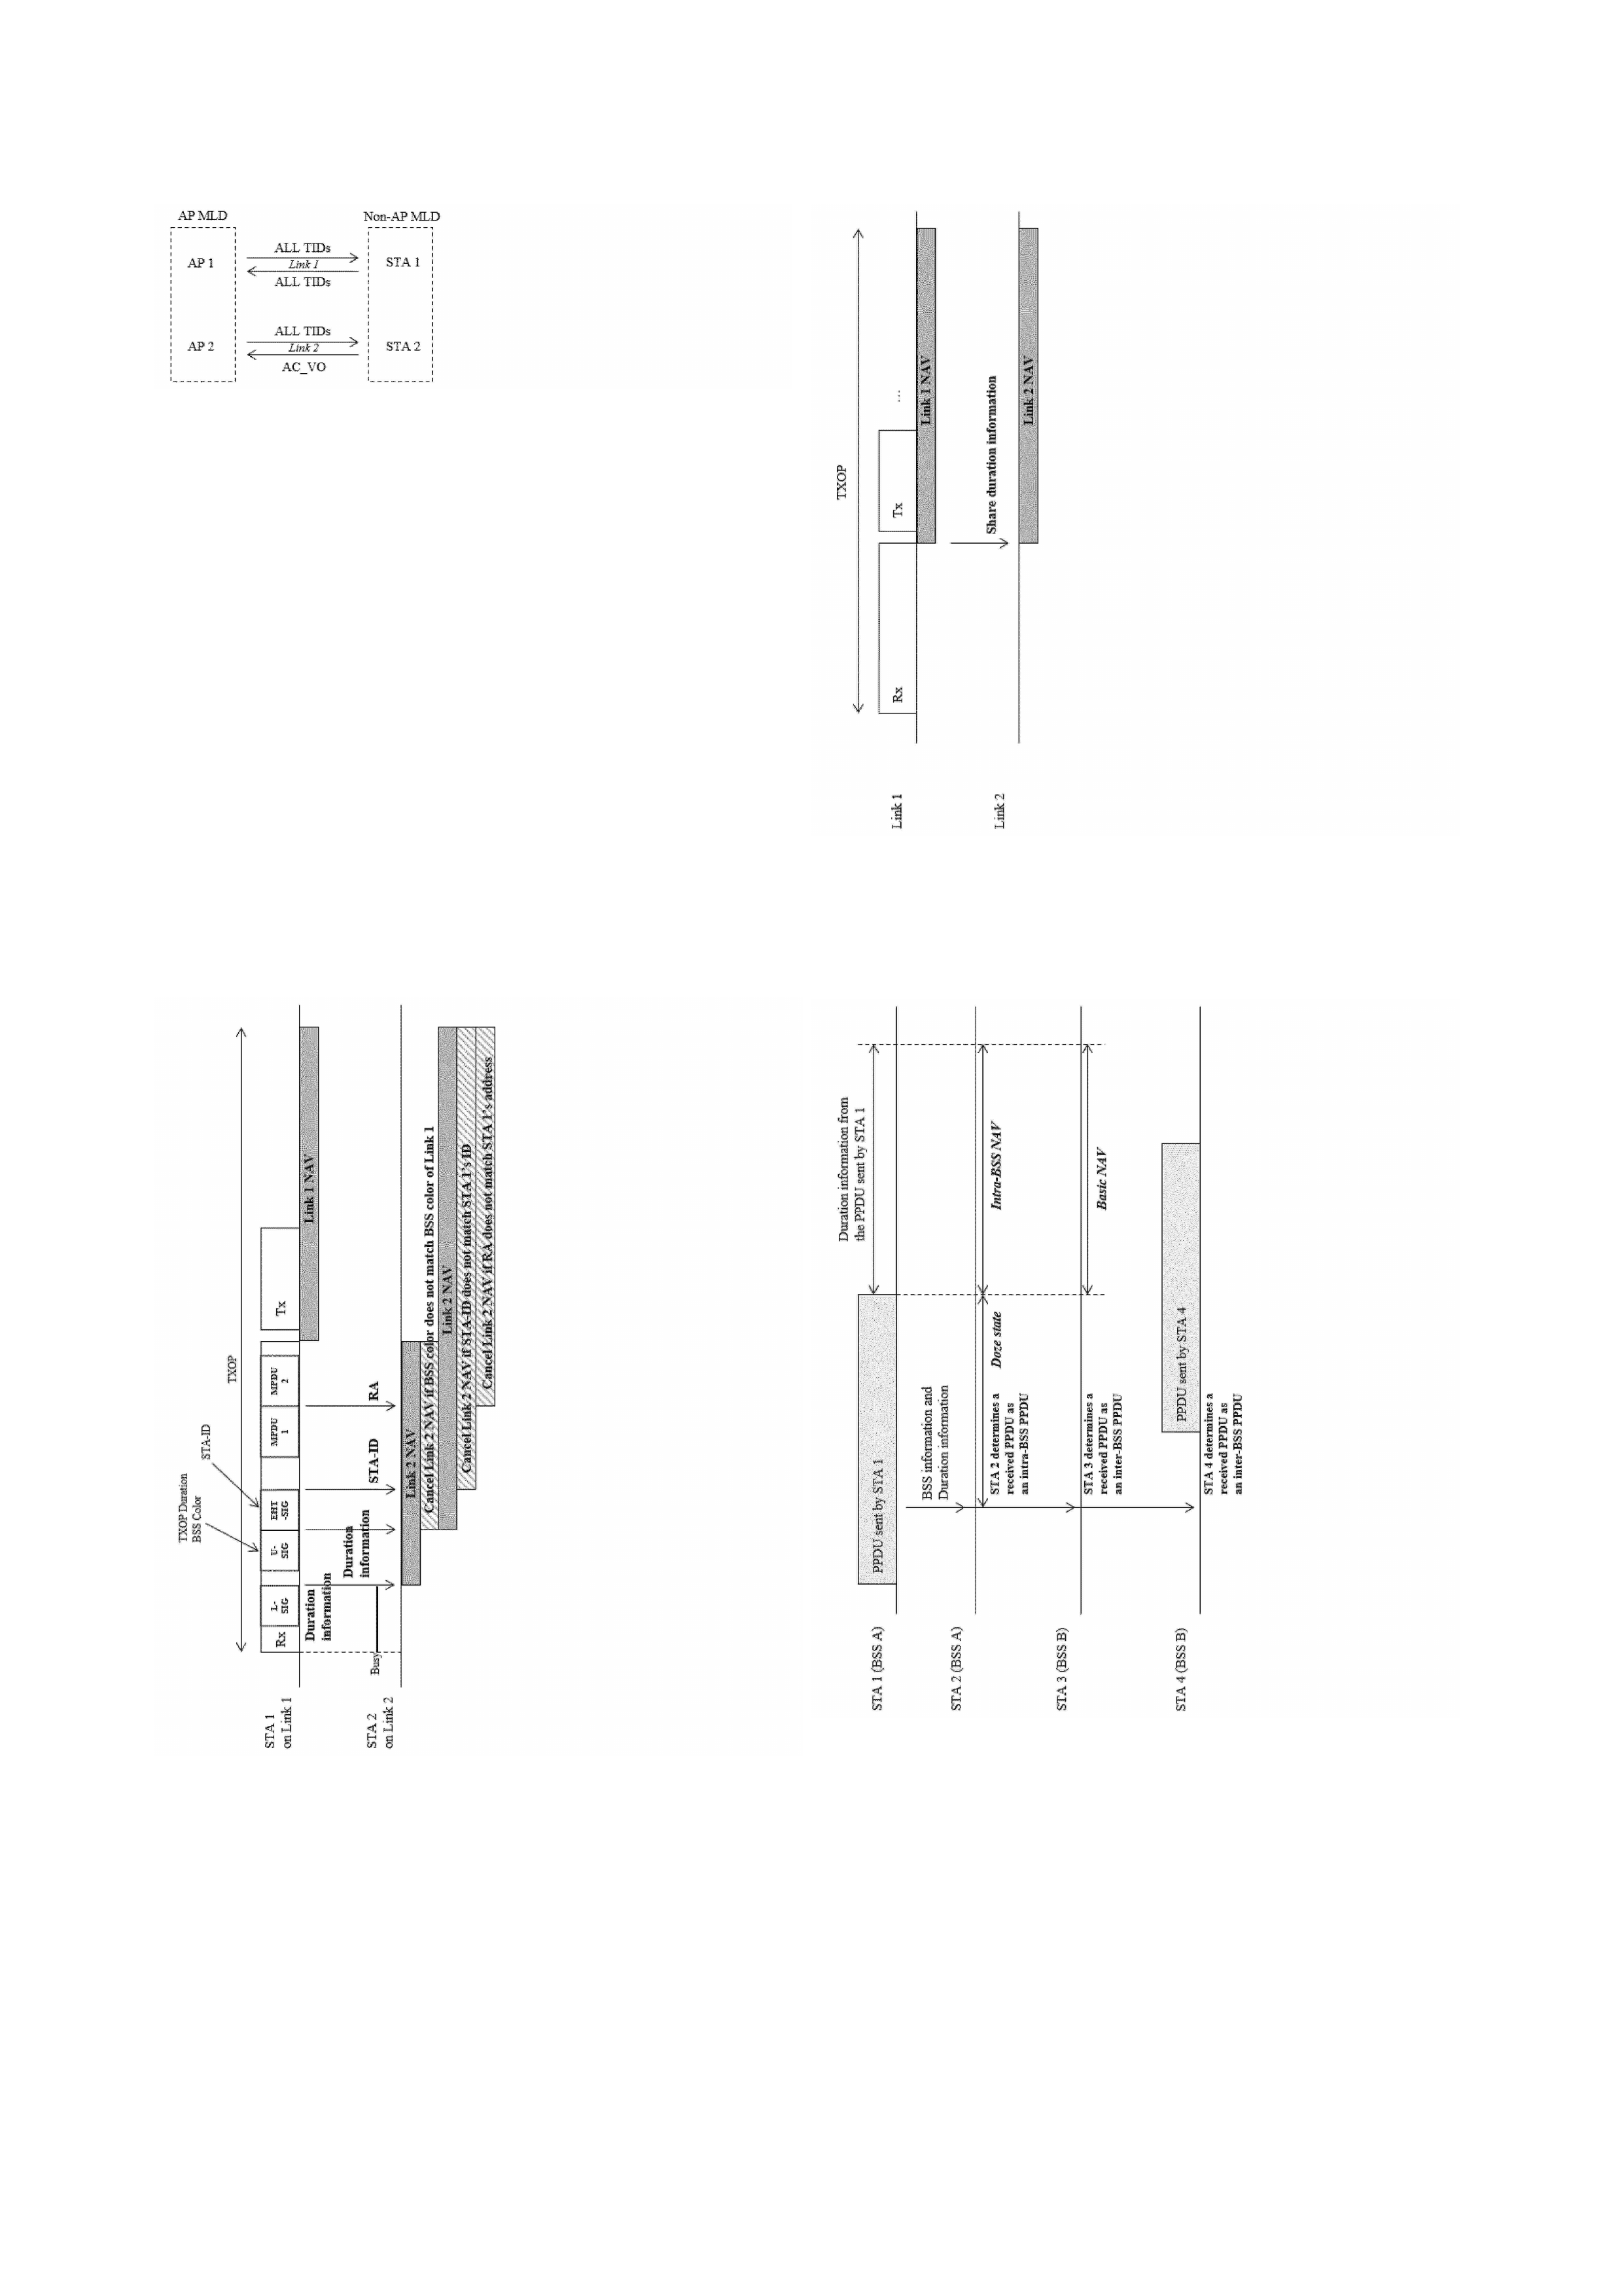 AP MLD
Non-AP MLD
AP 1
ALL TIDs
Link 1
ALL TIDs
STA 1
AP 2
ALL TIDs
Link 2
AC_VO
STA 2
TXOP
Rx
Tx
...
Link 1 NAV
Share duration information
Link 2 NAV
Link 1
Link 2
TXOP Duration
BSS Color
STA-ID
TXOP
Rx
L-
SIG
U-
SIG
EHT
-SIG
MPDU
1
MPDU
2
Tx
Link 1 NAV
Duration
information
Duration
information
STA-ID
RA
Busy
Link 2 NAV
Cancel Link 2 NAV if BSS color does not match BSS color of Link 1
Link 2 NAV
Cancel Link 2 NAV if STA-ID does not match STA 1's ID
Cancel Link 2 NAV if RA does not match STA 1's address
STA 1
on Link 1
STA 2
on Link 2
Duration information from
the PPDU sent by STA 1
PPDU sent by STA 1
BSS information and
Duration information
STA 2 determines a
received PPDU as
an intra-BSS PPDU
Doze state
Intra-BSS NAV
STA 3 determines a
received PPDU as
an inter-BSS PPDU
Basic NAV
PPDU sent by STA 4
STA 4 determines a
received PPDU as
an inter-BSS PPDU
STA 1 (BSS A)
STA 2 (BSS A)
STA 3 (BSS B)
STA 4 (BSS B)